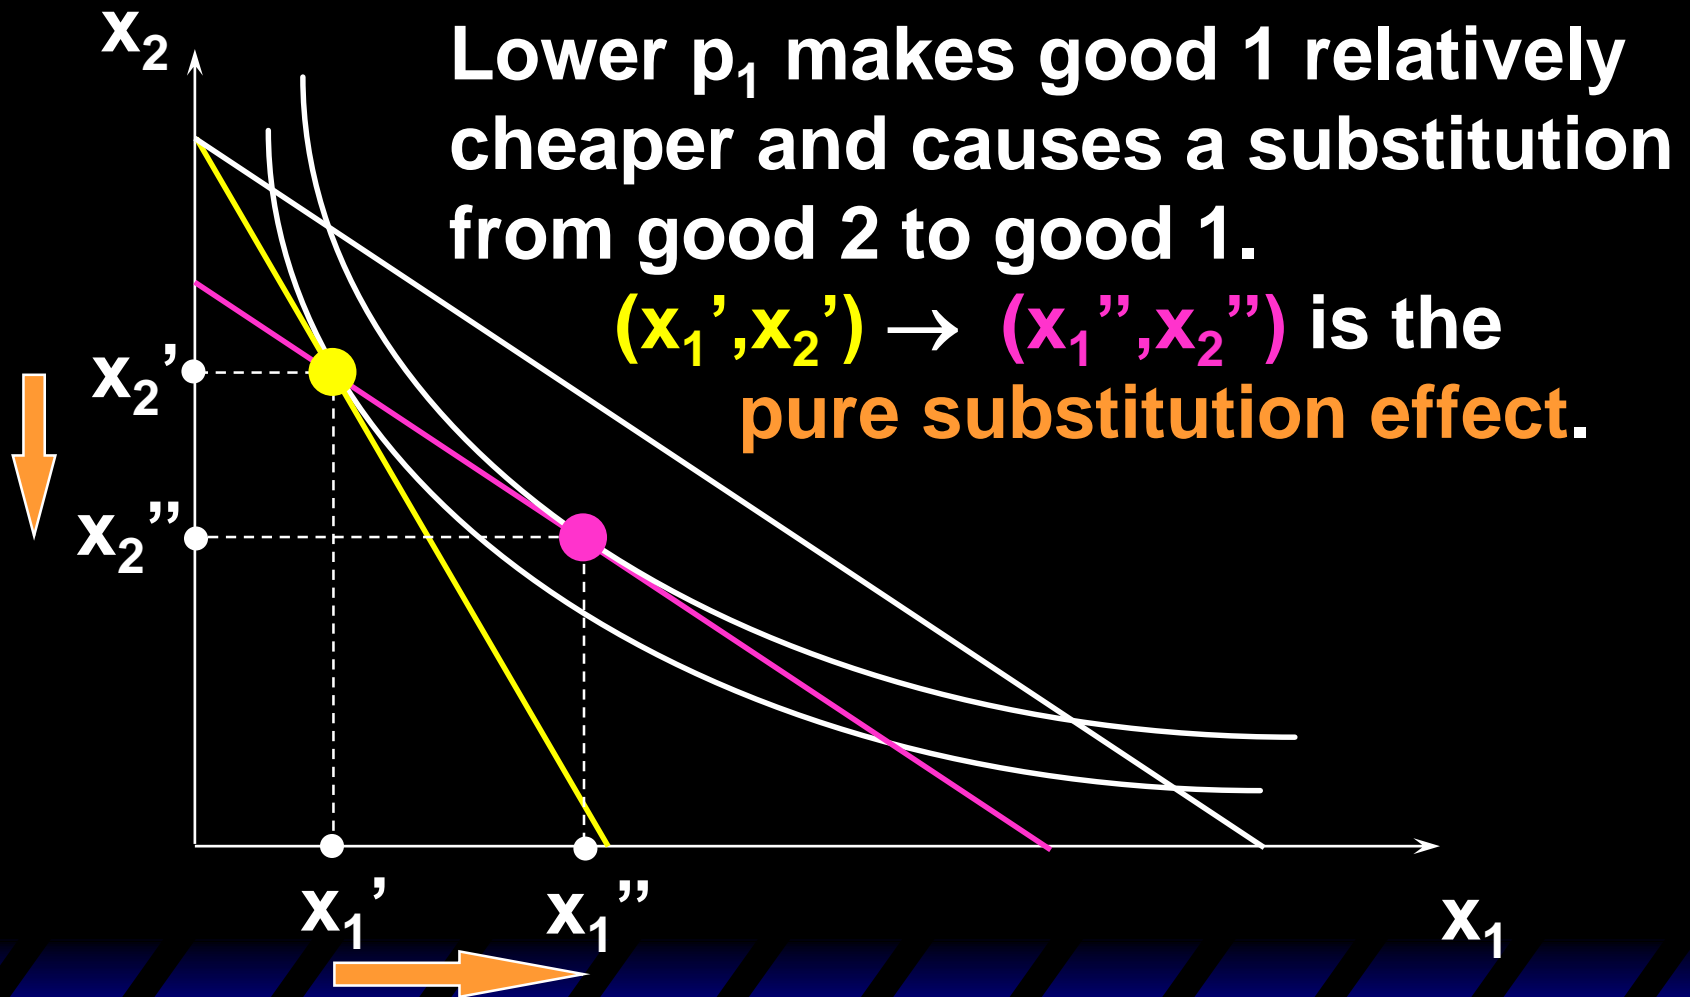 x₂
Lower p₁ makes good 1 relatively
cheaper and causes a substitution
from good 2 to good 1.
(x₁’,x₂’) → (x₁”,x₂”) is the
pure substitution effect.
x₂’
x₂”
x₁’
x₁”
x₁